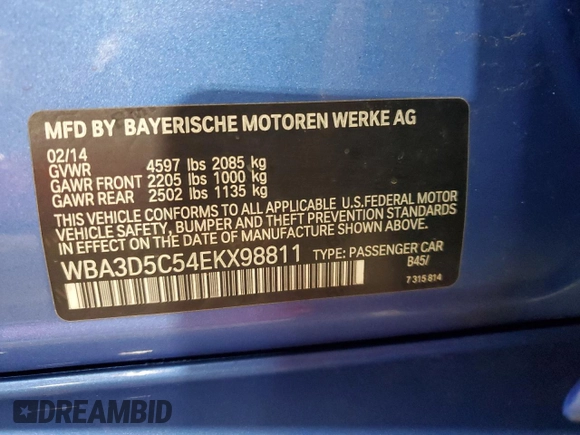 MFD BY BAYERISCHE MOTOREN WERKE AG
02/14
GVWR 4597 lbs 2085 kg
GAWR FRONT 2205 lbs 1000 kg
GAWR REAR 2502 lbs 1135 kg
THIS VEHICLE CONFORMS TO ALL APPLICABLE U.S.FEDERAL MOTOR
VEHICLE SAFETY, BUMPER AND THEFT PREVENTION STANDARDS
IN EFFECT ON THE DATE OF MANUFACTURE SHOWN ABOVE.
WBA3D5C54EKX98811 TYPE: PASSENGER CAR
B45/
7 315 814
DREAMBID